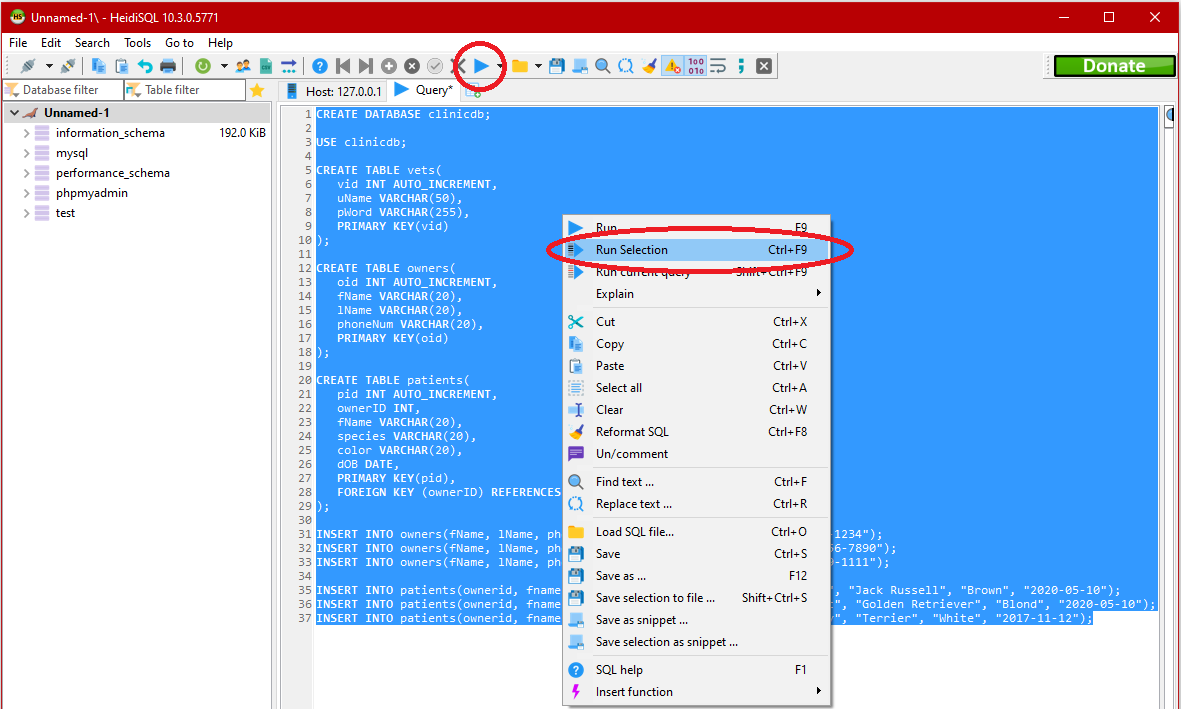 Unnamed-1\ - HeidiSQL 10.3.0.5771
File Edit Search Tools Go to Help
Donate
Database filter
Table filter
Host: 127.0.0.1
Query*
Unnamed-1
information_schema 192.0 KiB
mysql
performance_schema
phpmyadmin
test
1 CREATE DATABASE clinicdb;
2
3 USE clinicdb;
4
5 CREATE TABLE vets(
6 vid INT AUTO_INCREMENT,
7 uName VARCHAR(50),
8 pWord VARCHAR(255),
9 PRIMARY KEY(vid)
10 );
11
12 CREATE TABLE owners(
13 oid INT AUTO_INCREMENT,
14 fName VARCHAR(20),
15 lName VARCHAR(20),
16 phoneNum VARCHAR(20),
17 PRIMARY KEY(oid)
18 );
19
20 CREATE TABLE patients(
21 pid INT AUTO_INCREMENT,
22 ownerID INT,
23 fName VARCHAR(20),
24 species VARCHAR(20),
25 color VARCHAR(20),
26 dOB DATE,
27 PRIMARY KEY(pid),
28 FOREIGN KEY (ownerID) REFERENCES
29 );
30
31 INSERT INTO owners(fName, lName, ph -1234");
32 INSERT INTO owners(fName, lName, ph 6-7890");
33 INSERT INTO owners(fName, lName, ph -1111");
34
35 INSERT INTO patients(ownerid, fname ", "Jack Russell", "Brown", "2020-05-10");
36 INSERT INTO patients(ownerid, fname ", "Golden Retriever", "Blond", "2020-05-10");
37 INSERT INTO patients(ownerid, fname ", "Terrier", "White", "2017-11-12");
Run F9
Run Selection Ctrl+F9
Run current query Shift+Ctrl+F9
Explain
Cut Ctrl+X
Copy Ctrl+C
Paste Ctrl+V
Select all Ctrl+A
Clear Ctrl+W
Reformat SQL Ctrl+F8
Un/comment
Find text ... Ctrl+F
Replace text ... Ctrl+R
Load SQL file... Ctrl+O
Save Ctrl+S
Save as ... F12
Save selection to file ... Shift+Ctrl+S
Save as snippet ...
Save selection as snippet ...
SQL help F1
Insert function